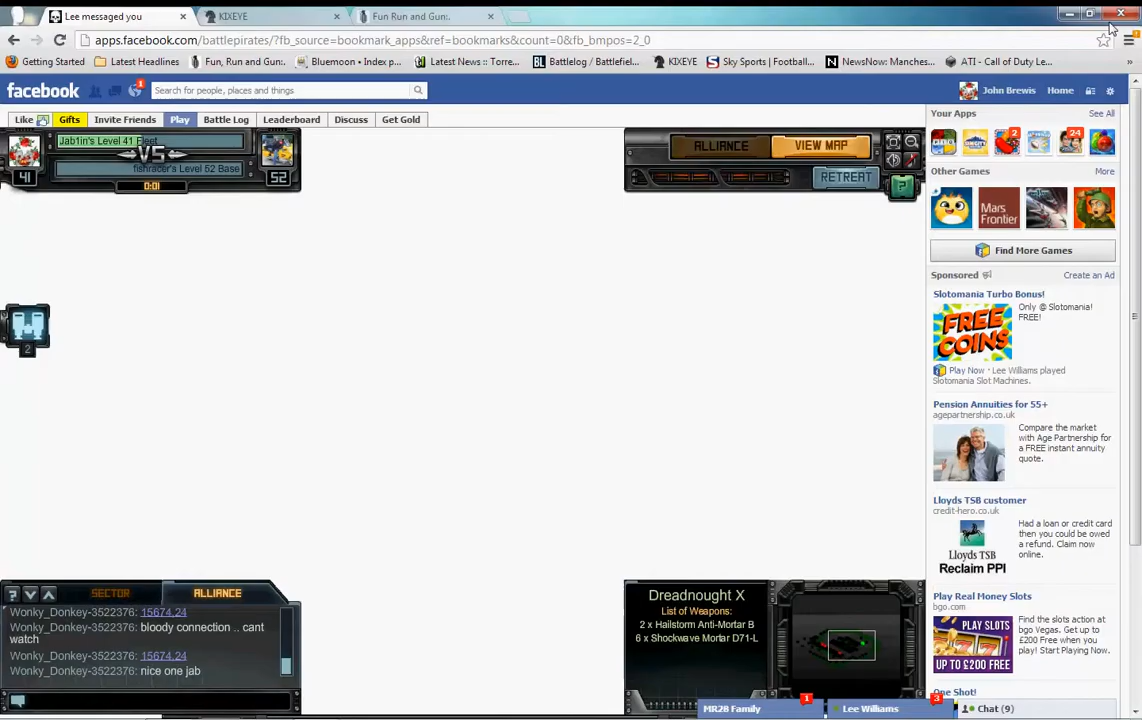 Lee messaged you
KIXEYE
Fun Run and Gun:.
apps.facebook.com/battlepirates/?fb_source=bookmark_apps&ref=bookmarks&count=0&fb_bmpos=2_0
Getting Started
Latest Headlines
Fun, Run and Gun:.
Bluemoon • Index p...
Latest News :: Torre...
Battlelog / Battlefiel...
KIXEYE
Sky Sports | Football...
NewsNow: Manches...
ATI - Call of Duty Le...
facebook
1
Search for people, places and things
John Brewis
Home
Like
Gifts
Invite Friends
Play
Battle Log
Leaderboard
Discuss
Get Gold
Jab1in's Level 41 Fleet
VS
fishracer's Level 52 Base
41
52
0:01
ALLIANCE
VIEW MAP
RETREAT
?
2
Your Apps
See All
2
24
Other Games
More
Mars
Frontier
Find More Games
Sponsored
Create an Ad
Slotomania Turbo Bonus!
FREE
COINS
Only @ Slotomania!
FREE!
Play Now • Lee Williams played
Slotomania Slot Machines.
Pension Annuities for 55+
agepartnership.co.uk
Compare the market
with Age Partnership for
a FREE instant annuity
quote.
Lloyds TSB customer
credit-hero.co.uk
Lloyds TSB
Reclaim PPI
Had a loan or credit card
then you could be owed
a refund. Claim now
online.
Play Real Money Slots
bgo.com
PLAY SLOTS
UP TO £200 FREE
Find the slots action at
bgo Vegas. Get up to
£200 Free when you
play! Start Playing Now.
One Shot!
?
SECTOR
ALLIANCE
Wonky_Donkey-3522376: 15674.24
Wonky_Donkey-3522376: bloody connection .. cant
watch
Wonky_Donkey-3522376: 15674.24
Wonky_Donkey-3522376: nice one jab
Dreadnought X
List of Weapons:
2 x Hailstorm Anti-Mortar B
6 x Shockwave Mortar D71-L
MR28 Family
1
Lee Williams
3
Chat (9)